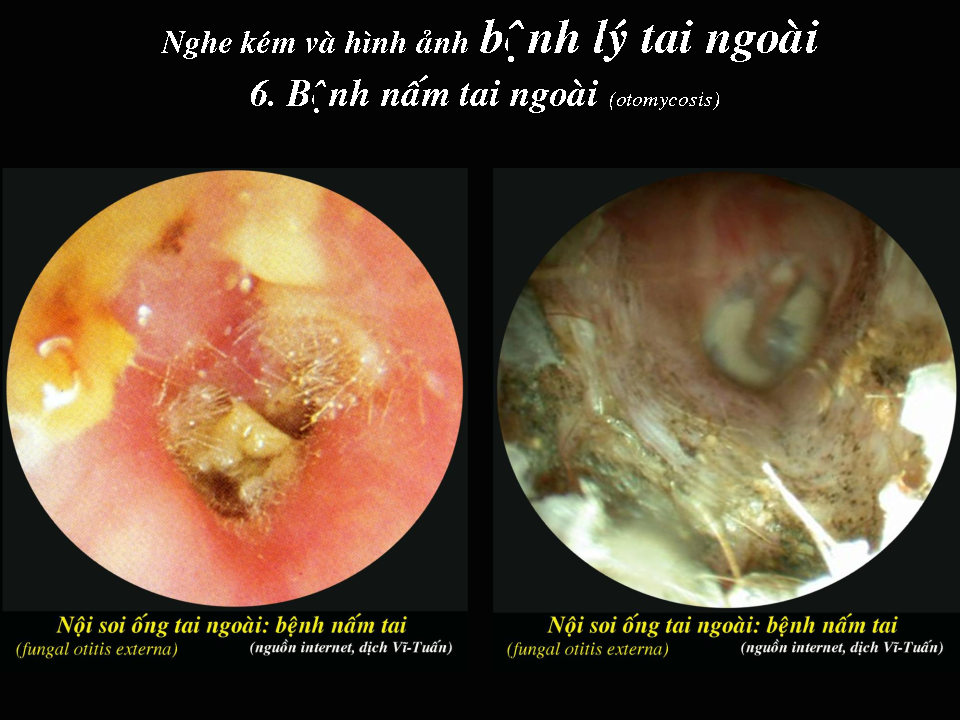 Nghe kém và hình ảnh bệnh lý tai ngoài
6. Bệnh nấm tai ngoài (otomycosis)
Nội soi ống tai ngoài: bệnh nấm tai
(fungal otitis externa) (nguồn internet, dịch Vĩ-Tuấn)
Nội soi ống tai ngoài: bệnh nấm tai
(fungal otitis externa) (nguồn internet, dịch Vĩ-Tuấn)